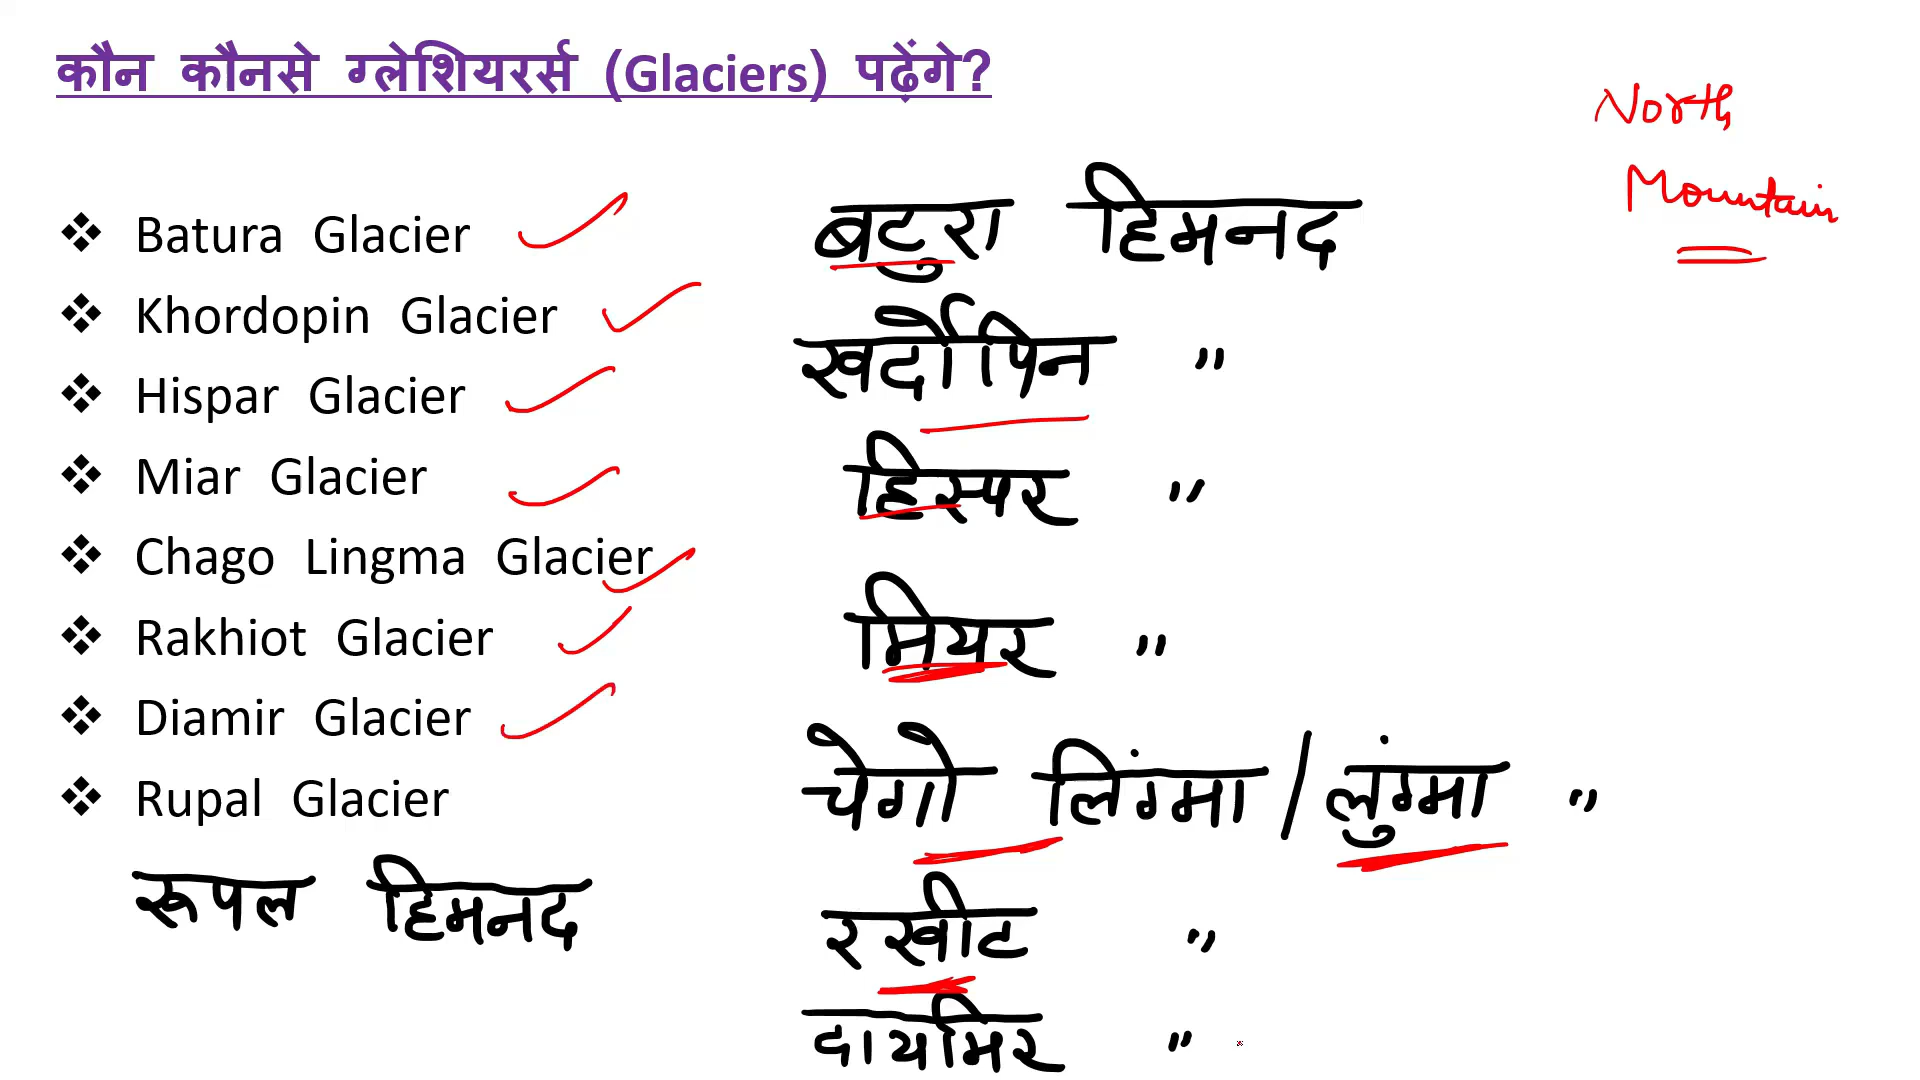 कौन कौनसे ग्लेशियरर्स (Glaciers) पढ़ेंगे?
North
Mountain
❖ Batura Glacier
❖ Khordopin Glacier
❖ Hispar Glacier
❖ Miar Glacier
❖ Chago Lingma Glacier
❖ Rakhiot Glacier
❖ Diamir Glacier
❖ Rupal Glacier
रूपल हिमनद
बटुरा हिमनद
खर्दोपिन "
हिस्पर "
मियर "
चेगो लिंग्मा / लुंग्मा "
रखीट "
दायमिर "